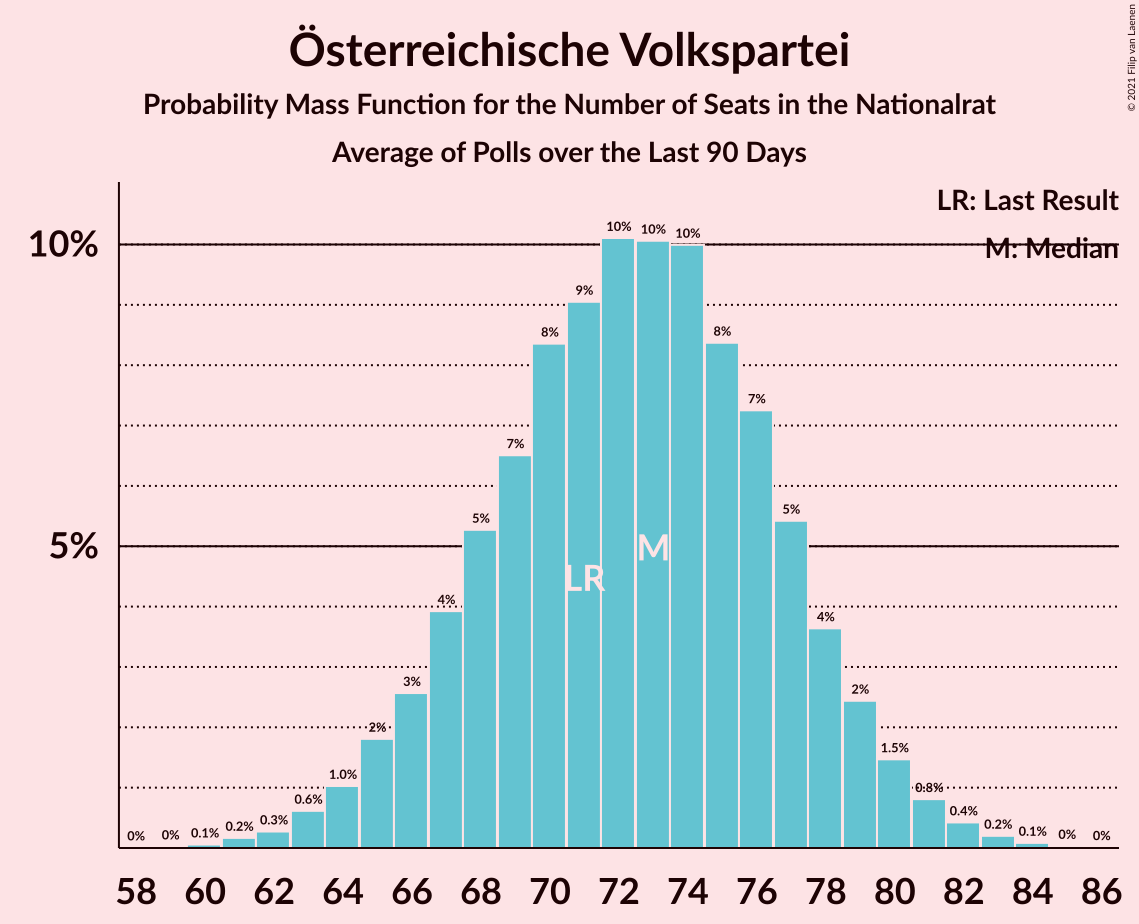 Österreichische Volkspartei
Probability Mass Function for the Number of Seats in the Nationalrat
Average of Polls over the Last 90 Days
© 2021 Filip van Laenen
LR: Last Result
M: Median
10%
5%
0% 0% 0.1% 0.2% 0.3% 0.6% 1.0% 2% 3% 4% 5% 7% 8% 9% 10% 10% 10% 8% 7% 5% 4% 2% 1.5% 0.8% 0.4% 0.2% 0.1% 0% 0%
LR M
58 60 62 64 66 68 70 72 74 76 78 80 82 84 86